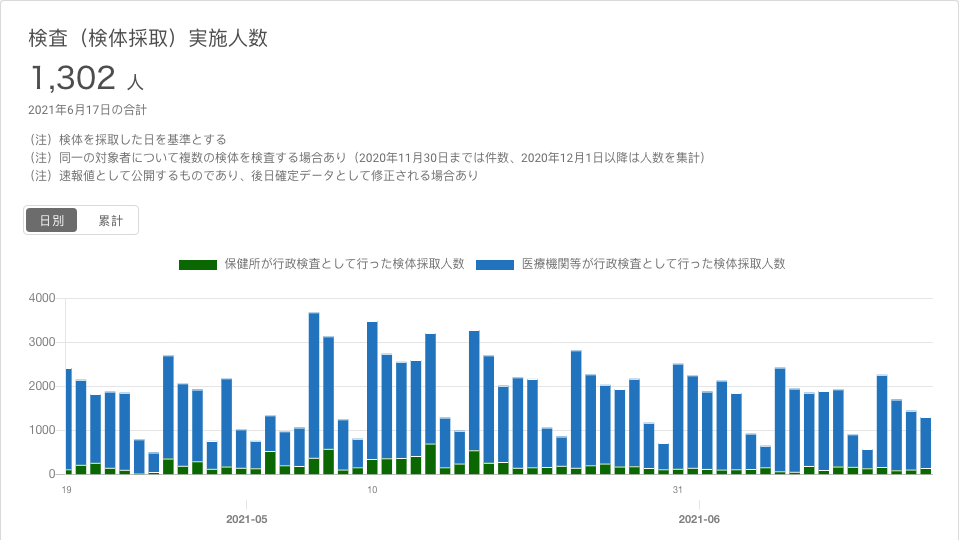 検査（検体採取）実施人数
1,302 人
2021年6月17日の合計
（注）検体を採取した日を基準とする
（注）同一の対象者について複数の検体を検査する場合あり（2020年11月30日までは件数、2020年12月1日以降は人数を集計）
（注）速報値として公開するものであり、後日確定データとして修正される場合あり
日別 累計
保健所が行政検査として行った検体採取人数 医療機関等が行政検査として行った検体採取人数
4000
3000
2000
1000
0
19 10 31
2021-05 2021-06